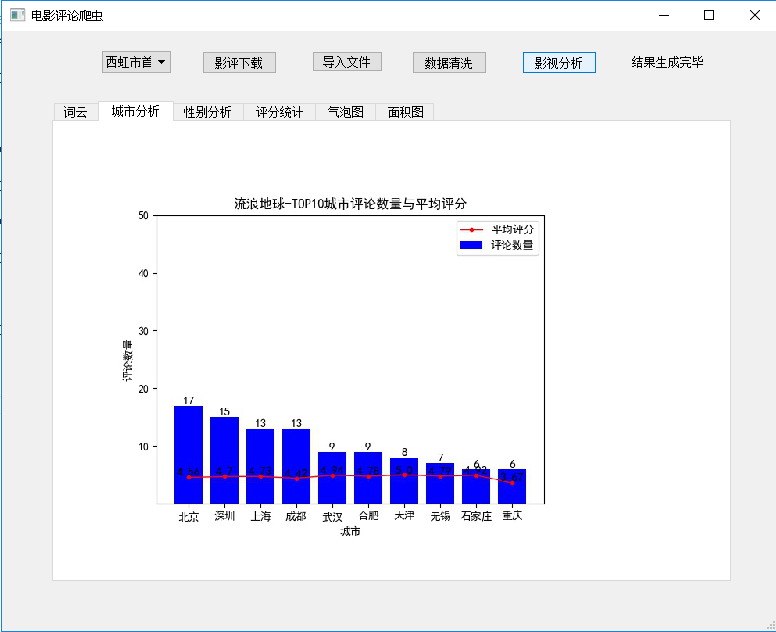 电影评论爬虫
西虹市首 影评下载 导入文件 数据清洗 影视分析 结果生成完毕
词云 城市分析 性别分析 评分统计 气泡图 面积图
流浪地球-TOP10城市评论数量与平均评分
平均评分
评论数量
评论数量
50
40
30
20
10
17 15 13 13 9 9 8 7 6 6
4.7 4.73 4.42 4.78 5.0 4.79
北京 深圳 上海 成都 武汉 合肥 天津 无锡 石家庄 重庆
城市